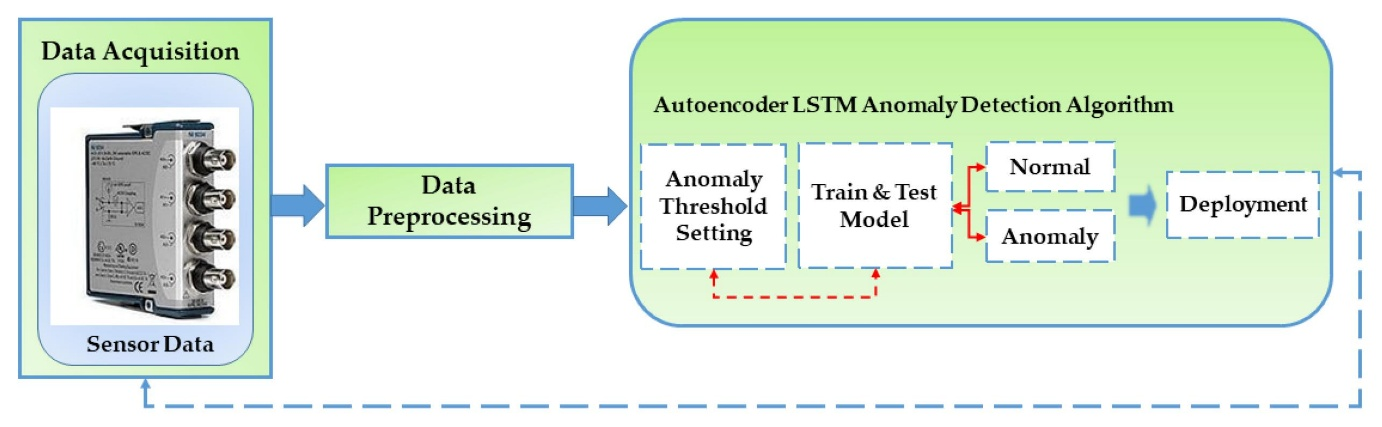 Data Acquisition
Sensor Data
Data
Preprocessing
Autoencoder LSTM Anomaly Detection Algorithm
Anomaly
Threshold
Setting
Train & Test
Model
Normal
Anomaly
Deployment